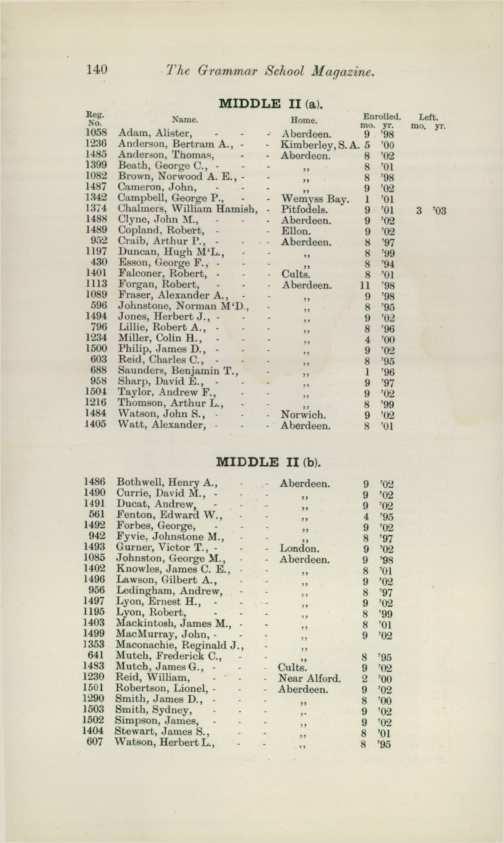 140 The Grammar School Magazine.
MIDDLE II (a).
Reg. No. Name. Home. Enrolled. Left.
mo. yr. mo. yr.
1058 Adam, Alister, - - - Aberdeen. 9 '98
1236 Anderson, Bertram A., - - Kimberley, S.A. 5 '00
1485 Anderson, Thomas, - - Aberdeen. 8 '02
1399 Beath, George C., - - - ,, 8 '01
1082 Brown, Norwood A. E., - - ,, 8 '98
1487 Cameron, John, - - - ,, 9 '02
1342 Campbell, George P., - - Wemyss Bay. 1 '01
1374 Chalmers, William Hamish, - Pitfodels. 9 '01 3 '03
1488 Clyne, John M., - - - Aberdeen. 9 '02
1489 Copland, Robert, - - - Ellon. 9 '02
952 Craib, Arthur P., - - - Aberdeen. 8 '97
1197 Duncan, Hugh M'L., - - ,, 8 '99
430 Esson, George F., - - - ,, 8 '94
1401 Falconer, Robert, - - - Cults. 8 '01
1113 Forgan, Robert, - - - Aberdeen. 11 '98
1089 Fraser, Alexander A., - - ,, 9 '98
596 Johnstone, Norman M'D., - ,, 8 '95
1494 Jones, Herbert J., - - - ,, 9 '02
796 Lillie, Robert A., - - - ,, 8 '96
1234 Miller, Colin H., - - - ,, 4 '00
1500 Philip, James D., - - - ,, 9 '02
603 Reid, Charles C., - - - ,, 8 '95
688 Saunders, Benjamin T., - ,, 1 '96
958 Sharp, David E., - - - ,, 9 '97
1504 Taylor, Andrew F., - - ,, 9 '02
1216 Thomson, Arthur L., - - ,, 8 '99
1484 Watson, John S., - - - Norwich. 9 '02
1405 Watt, Alexander, - - - Aberdeen. 8 '01
MIDDLE II (b).
1486 Bothwell, Henry A., - - Aberdeen. 9 '02
1490 Currie, David M., - - - ,, 9 '02
1491 Ducat, Andrew, - - - ,, 9 '02
561 Fenton, Edward W., - - ,, 4 '95
1492 Forbes, George, - - - ,, 9 '02
942 Fyvie, Johnstone M., - - ,, 8 '97
1493 Gurner, Victor T., - - - London. 9 '02
1085 Johnston, George M., - - Aberdeen. 9 '98
1402 Knowles, James C. E., - - ,, 8 '01
1496 Lawson, Gilbert A., - - ,, 9 '02
956 Ledingham, Andrew, - - ,, 8 '97
1497 Lyon, Ernest H., - - - ,, 9 '02
1195 Lyon, Robert, - - - ,, 8 '99
1403 Mackintosh, James M., - - ,, 8 '01
1499 MacMurray, John, - - - ,, 9 '02
1353 Maconachie, Reginald J., - ,,
641 Mutch, Frederick C., - - ,, 8 '95
1483 Mutch, James G., - - - Cults. 9 '02
1230 Reid, William, - - - Near Alford. 2 '00
1501 Robertson, Lionel, - - - Aberdeen. 9 '02
1290 Smith, James D., - - - ,, 8 '00
1503 Smith, Sydney, - - - ,, 9 '02
1502 Simpson, James, - - - ,, 9 '02
1404 Stewart, James S., - - ,, 8 '01
607 Watson, Herbert L., - - ,, 8 '95